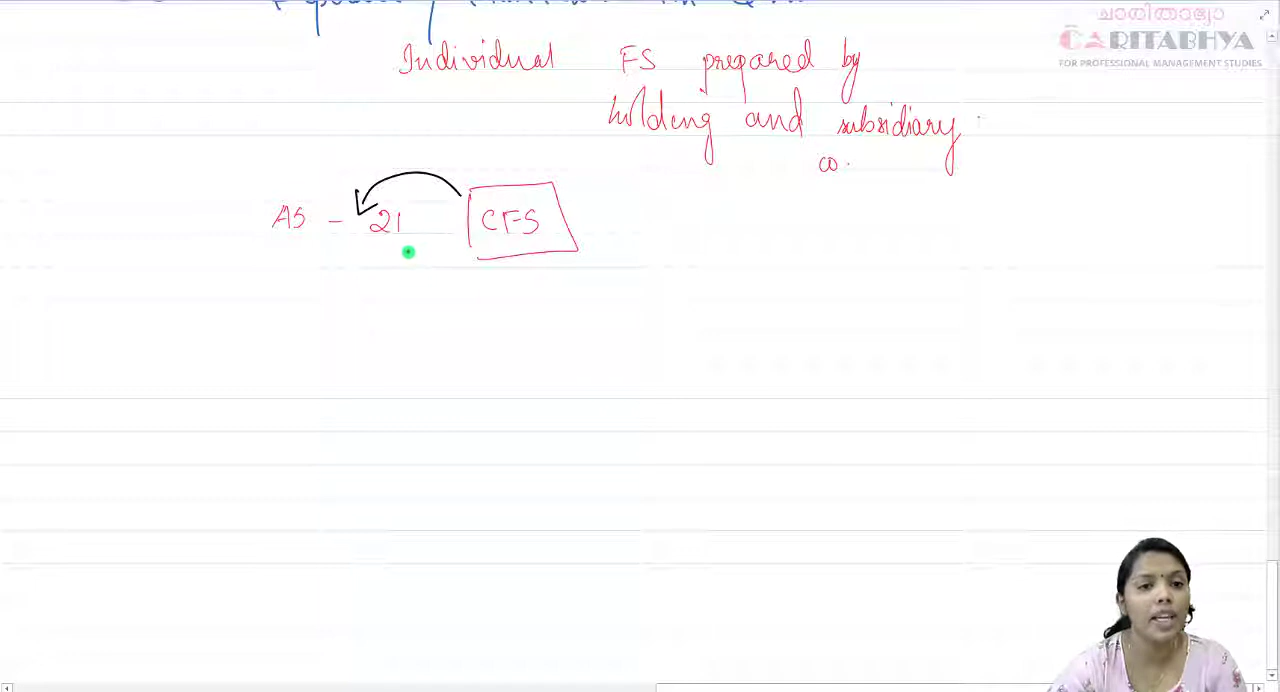 ചാരിതാഭ്യാ
CARITABHYA
FOR PROFESSIONAL MANAGEMENT STUDIES
Individual FS prepared by
holding and subsidiary
co.
AS - 21 CFS